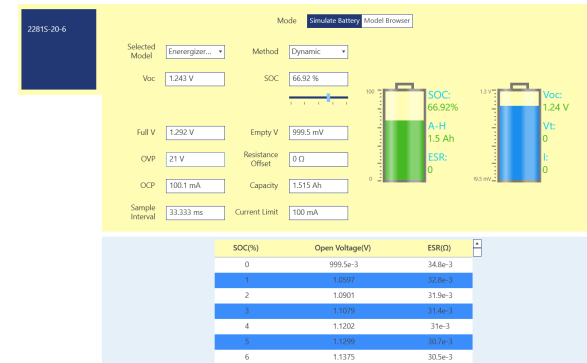 2281S-20-6
Mode Simulate Battery Model Browser
Selected Model Energizer... Method Dynamic
Voc 1.243 V SOC 66.92 %
Full V 1.292 V Empty V 999.5 mV
OVP 21 V Resistance Offset 0 Ω
OCP 100.1 mA Capacity 1.515 Ah
Sample Interval 33.333 ms Current Limit 100 mA
100
0
SOC:
66.92%
A-H
1.5 Ah
ESR:
0
1.3 V
Voc:
1.24 V
Vt:
0
I:
0
SOC(%) Open Voltage(V) ESR(Ω)
0 999.5e-3 34.8e-3
1 1.0597 32.8e-3
2 1.0901 31.9e-3
3 1.1079 31.4e-3
4 1.1202 31e-3
5 1.1299 30.7e-3
6 1.1375 30.5e-3